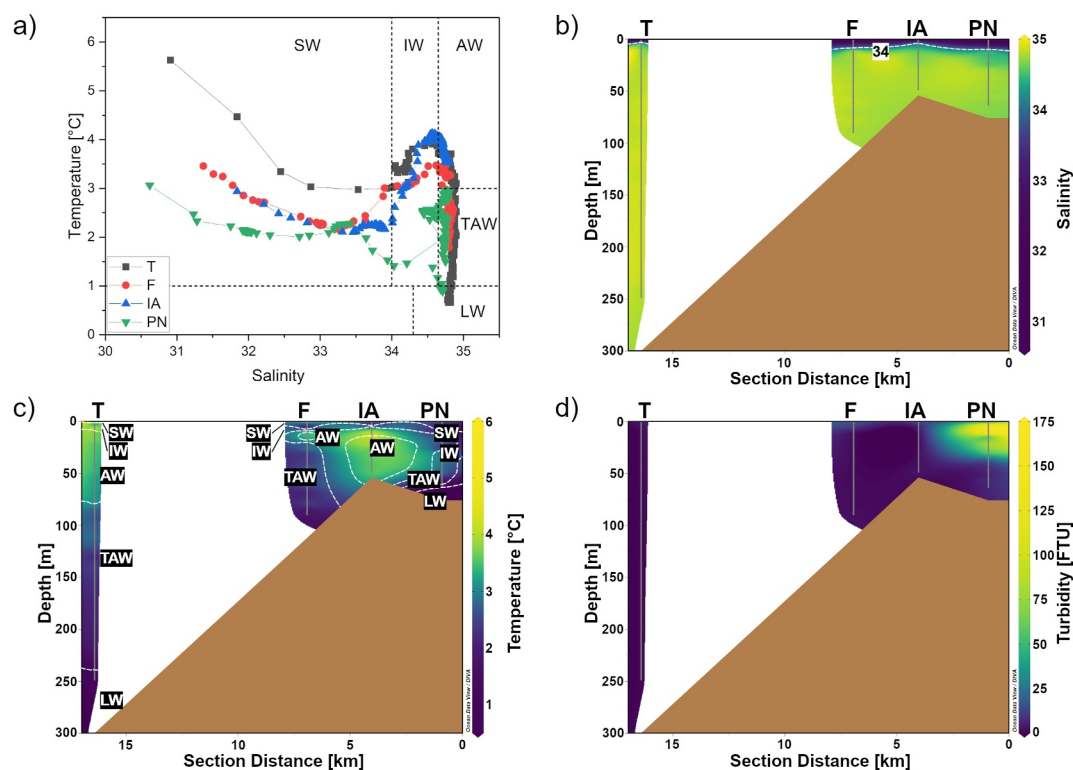 a)
SW
IW
AW
TAW
LW
Temperature [°C]
6
5
4
3
2
1
0
T
F
IA
PN
30
31
32
33
34
35
Salinity
b)
T
F
IA
PN
34
Depth [m]
0
50
100
150
200
250
300
15
10
5
0
Section Distance [km]
Ocean Data View / DIVA
35
34
33
32
31
Salinity
c)
T
F
IA
PN
SW
IW
AW
TAW
LW
SW
IW
AW
TAW
AW
SW
IW
TAW
LW
Depth [m]
0
50
100
150
200
250
300
15
10
5
0
Section Distance [km]
Ocean Data View / DIVA
6
5
4
3
2
1
Temperature [°C]
d)
T
F
IA
PN
Depth [m]
0
50
100
150
200
250
300
15
10
5
0
Section Distance [km]
Ocean Data View / DIVA
175
150
125
100
75
50
25
0
Turbidity [FTU]